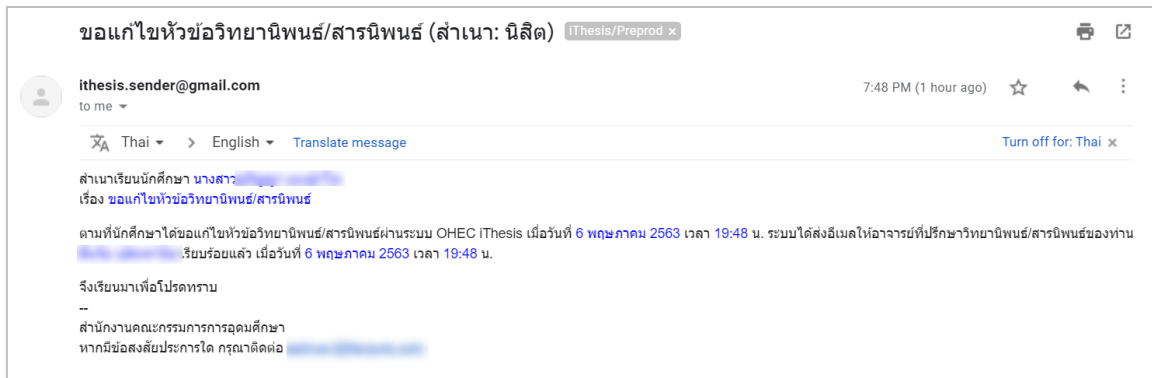 ขอแก้ไขหัวข้อวิทยานิพนธ์/สารนิพนธ์ (สำเนา: นิสิต) iThesis/Preprod ×
ithesis.sender@gmail.com 7:48 PM (1 hour ago)
to me
Thai > English Translate message Turn off for: Thai ×
สำเนาเรียนนักศึกษา นางสาว
เรื่อง ขอแก้ไขหัวข้อวิทยานิพนธ์/สารนิพนธ์
ตามที่นักศึกษาได้ขอแก้ไขหัวข้อวิทยานิพนธ์/สารนิพนธ์ผ่านระบบ OHEC iThesis เมื่อวันที่ 6 พฤษภาคม 2563 เวลา 19:48 น. ระบบได้ส่งอีเมลให้อาจารย์ที่ปรึกษาวิทยานิพนธ์/สารนิพนธ์ของท่าน
เรียบร้อยแล้ว เมื่อวันที่ 6 พฤษภาคม 2563 เวลา 19:48 น.
จึงเรียนมาเพื่อโปรดทราบ
--
สำนักงานคณะกรรมการการอุดมศึกษา
หากมีข้อสงสัยประการใด กรุณาติดต่อ